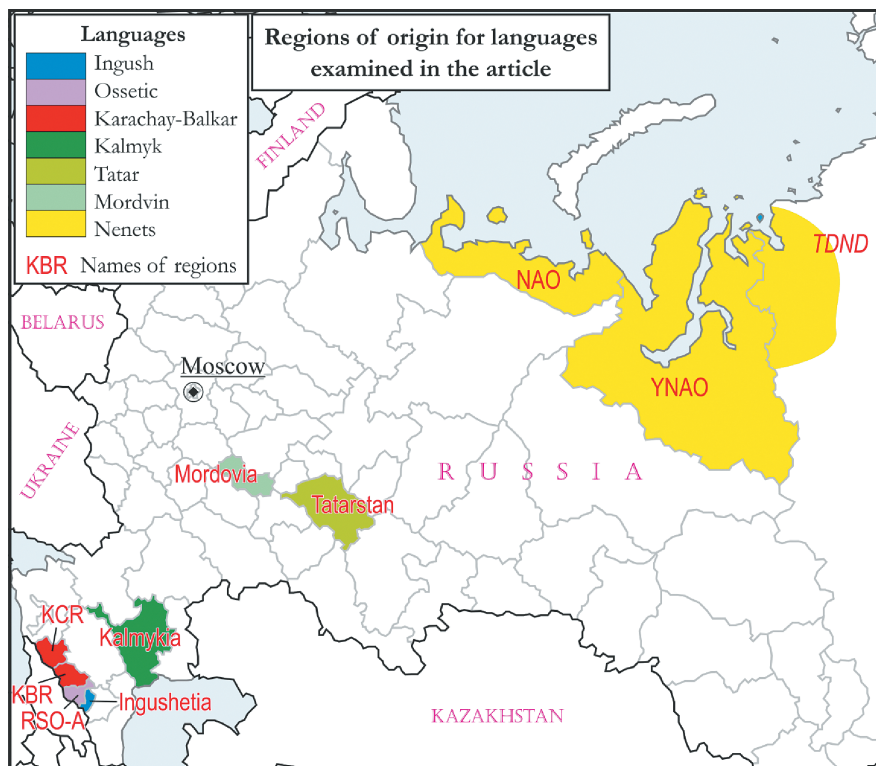 Languages
Ingush
Ossetic
Karachay-Balkar
Kalmyk
Tatar
Mordvin
Nenets
KBR Names of regions
Regions of origin for languages
examined in the article
FINLAND
TDND
NAO
BELARUS
Moscow
YNAO
UKRAINE
Mordovia
RUSSIA
Tatarstan
KCR
Kalmykia
KBR
Ingushetia
RSO-A
KAZAKHSTAN